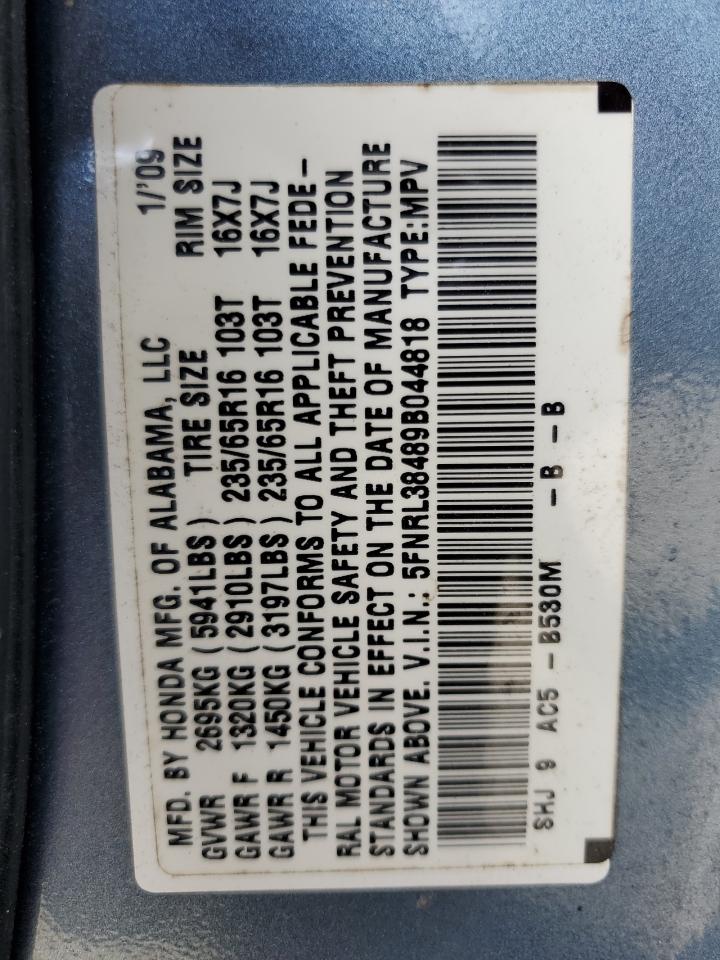 MFD. BY HONDA MFG. OF ALABAMA, LLC 1/'09
GVWR 2695KG (5941LBS) TIRE SIZE RIM SIZE
GAWR F 1320KG (2910LBS) 235/65R16 103T 16X7J
GAWR R 1450KG (3197LBS) 235/65R16 103T 16X7J
THIS VEHICLE CONFORMS TO ALL APPLICABLE FEDE-
RAL MOTOR VEHICLE SAFETY AND THEFT PREVENTION
STANDARDS IN EFFECT ON THE DATE OF MANUFACTURE
SHOWN ABOVE. V.I.N.: 5FNRL38489B044818 TYPE:MPV
SHJ 9 AC5 - B530M - B - B